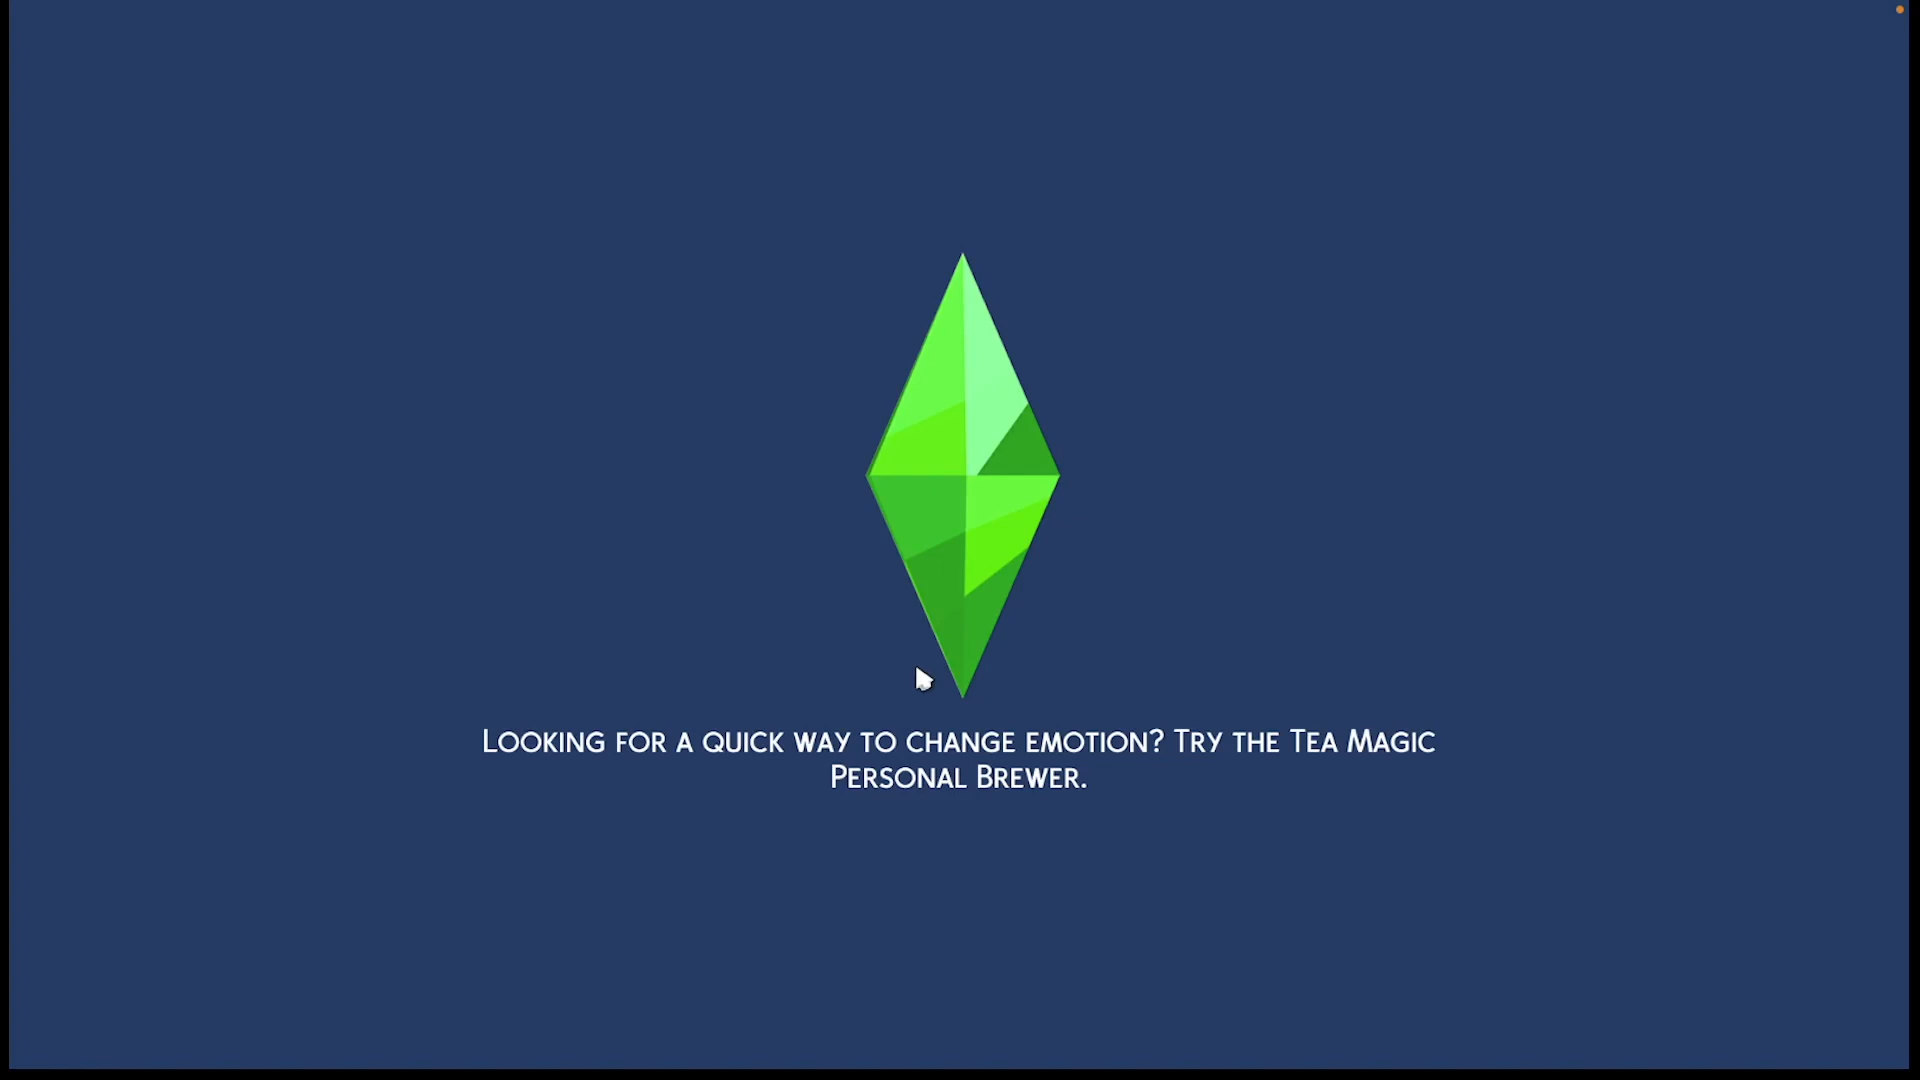 Looking for a quick way to change emotion? Try the Tea Magic
Personal Brewer.